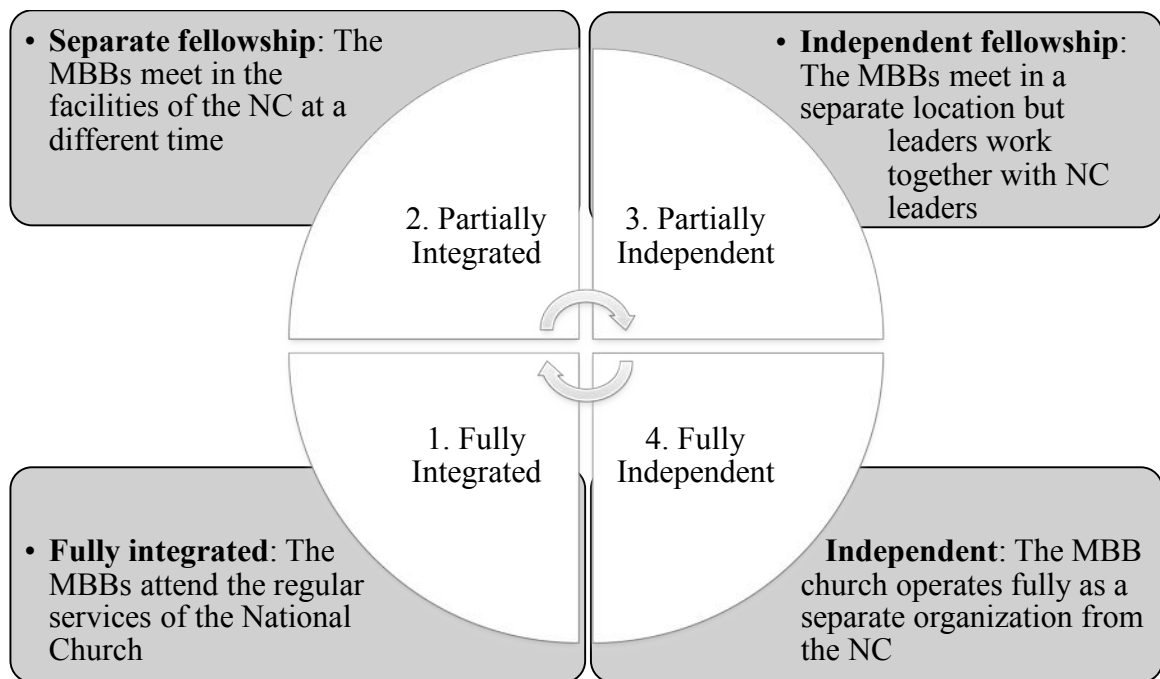 • Separate fellowship: The
MBBs meet in the
facilities of the NC at a
different time
• Independent fellowship:
The MBBs meet in a
separate location but
leaders work
together with NC
leaders
2. Partially
Integrated
3. Partially
Independent
1. Fully
Integrated
4. Fully
Independent
• Fully integrated: The
MBBs attend the regular
services of the National
Church
Independent: The MBB
church operates fully as a
separate organization from
the NC